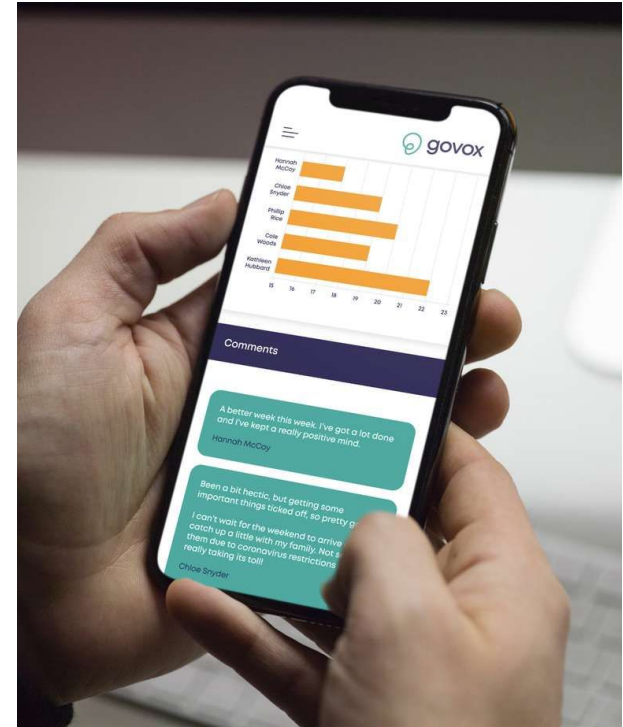 govox
Hannah
McCoy
Chloe
Snyder
Phillip
Rice
Cole
Woods
Kathleen
Hubbard
15 16 17 18 19 20 21 22 23
Comments
A better week this week. I've got a lot done
and I've kept a really positive mind.
Hannah McCoy
Been a bit hectic, but getting some
important things ticked off, so pretty
I can't wait for the weekend to arrive
catch up a little with my family. Not
them due to coronavirus restrictions
really taking its toll!
Chloe Snyder